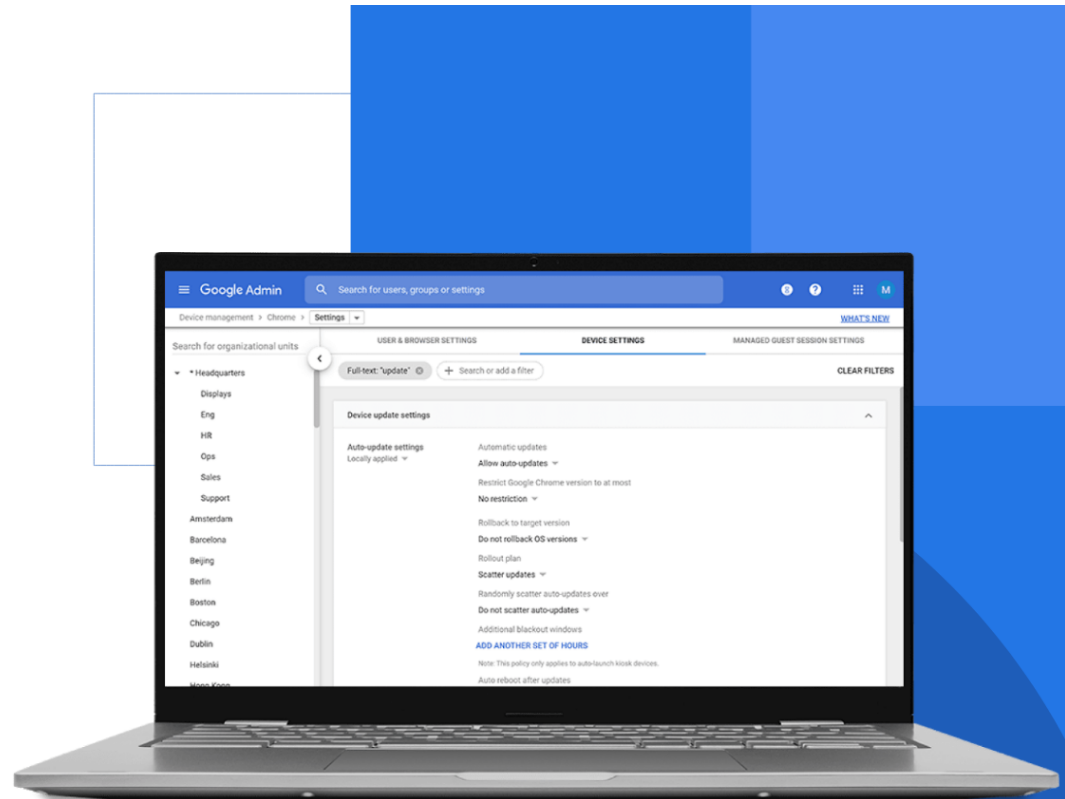 Google Admin
Search for users, groups or settings
8 ?
M
Device management > Chrome > Settings
WHAT'S NEW
Search for organizational units
* Headquarters
Displays
Eng
HR
Ops
Sales
Support
Amsterdam
Barcelona
Beijing
Berlin
Boston
Chicago
Dublin
Helsinki
Hong Kong
USER & BROWSER SETTINGS
DEVICE SETTINGS
MANAGED GUEST SESSION SETTINGS
Full-text: "update"
+ Search or add a filter
CLEAR FILTERS
Device update settings
Auto-update settings
Locally applied
Automatic updates
Allow auto-updates
Restrict Google Chrome version to at most
No restriction
Rollback to target version
Do not rollback OS versions
Rollout plan
Scatter updates
Randomly scatter auto-updates over
Do not scatter auto-updates
Additional blackout windows
ADD ANOTHER SET OF HOURS
Note: This policy only applies to auto-launch kiosk devices.
Auto reboot after updates